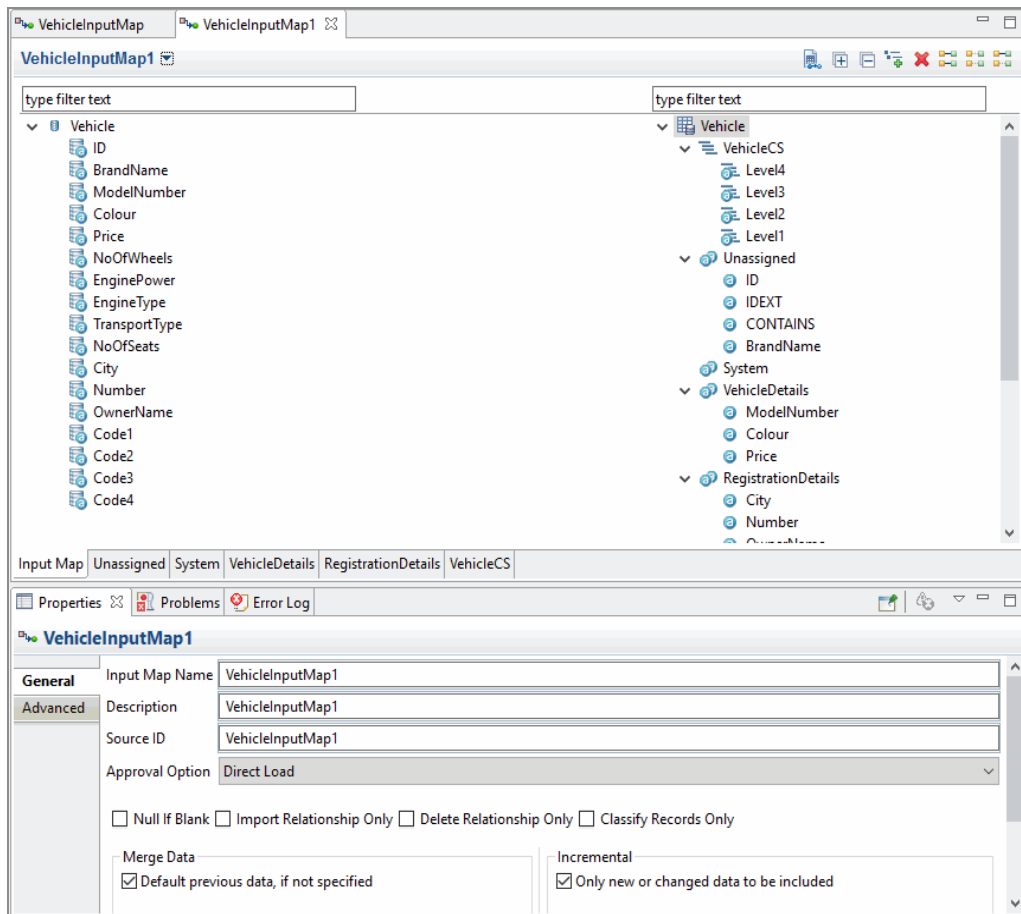 VehicleInputMap VehicleInputMap1
VehicleInputMap1
type filter text type filter text
Vehicle
ID
BrandName
ModelNumber
Colour
Price
NoOfWheels
EnginePower
EngineType
TransportType
NoOfSeats
City
Number
OwnerName
Code1
Code2
Code3
Code4
Vehicle
VehicleCS
Level4
Level3
Level2
Level1
Unassigned
ID
IDEXT
CONTAINS
BrandName
System
VehicleDetails
ModelNumber
Colour
Price
RegistrationDetails
City
Number
Input Map Unassigned System VehicleDetails RegistrationDetails VehicleCS
Properties Problems Error Log
VehicleInputMap1
General
Advanced
Input Map Name VehicleInputMap1
Description VehicleInputMap1
Source ID VehicleInputMap1
Approval Option Direct Load
Null If Blank Import Relationship Only Delete Relationship Only Classify Records Only
Merge Data
Default previous data, if not specified
Incremental
Only new or changed data to be included